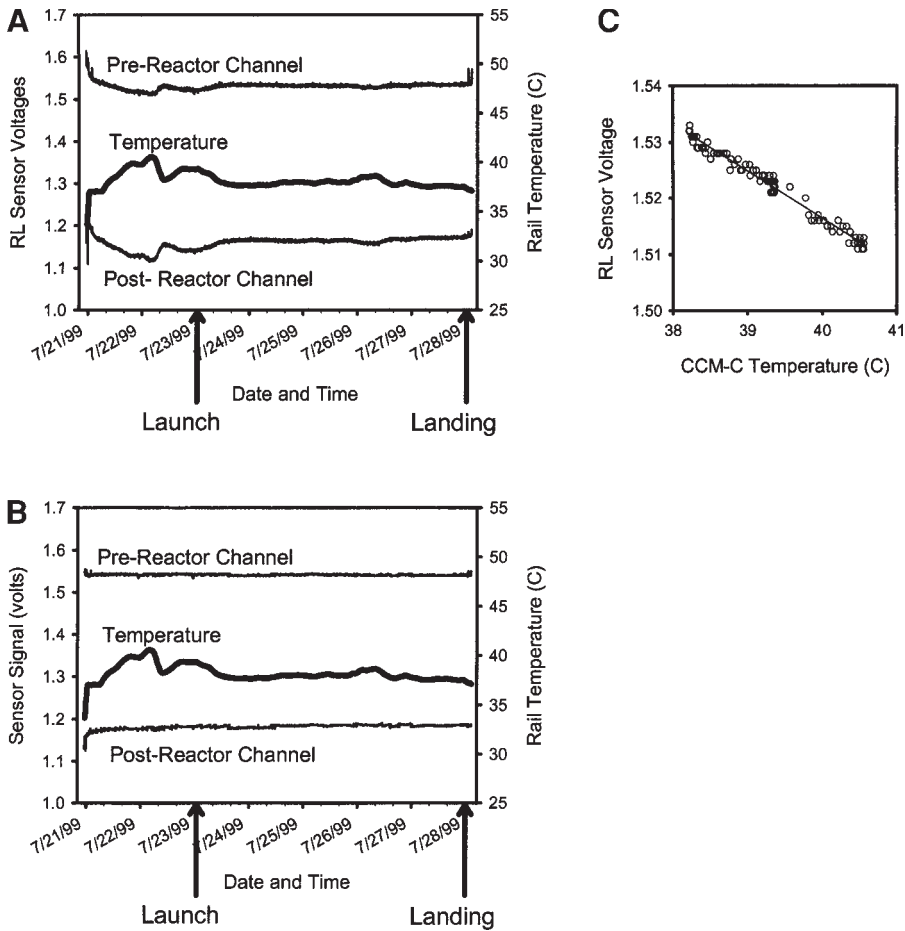 A
1.7
1.6
1.5
1.4
1.3
1.2
1.1
1.0
RL Sensor Voltages
55
50
45
40
35
30
25
Rail Temperature (C)
Pre-Reactor Channel
Temperature
Post- Reactor Channel
7/21/99
7/22/99
7/23/99
7/24/99
7/25/99
7/26/99
7/27/99
7/28/99
Date and Time
Launch
Landing
C
1.54
1.53
1.52
1.51
1.50
RL Sensor Voltage
38
39
40
41
CCM-C Temperature (C)
B
1.7
1.6
1.5
1.4
1.3
1.2
1.1
1.0
Sensor Signal (volts)
55
50
45
40
35
30
25
Rail Temperature (C)
Pre-Reactor Channel
Temperature
Post-Reactor Channel
7/21/99
7/22/99
7/23/99
7/24/99
7/25/99
7/26/99
7/27/99
7/28/99
Date and Time
Launch
Landing